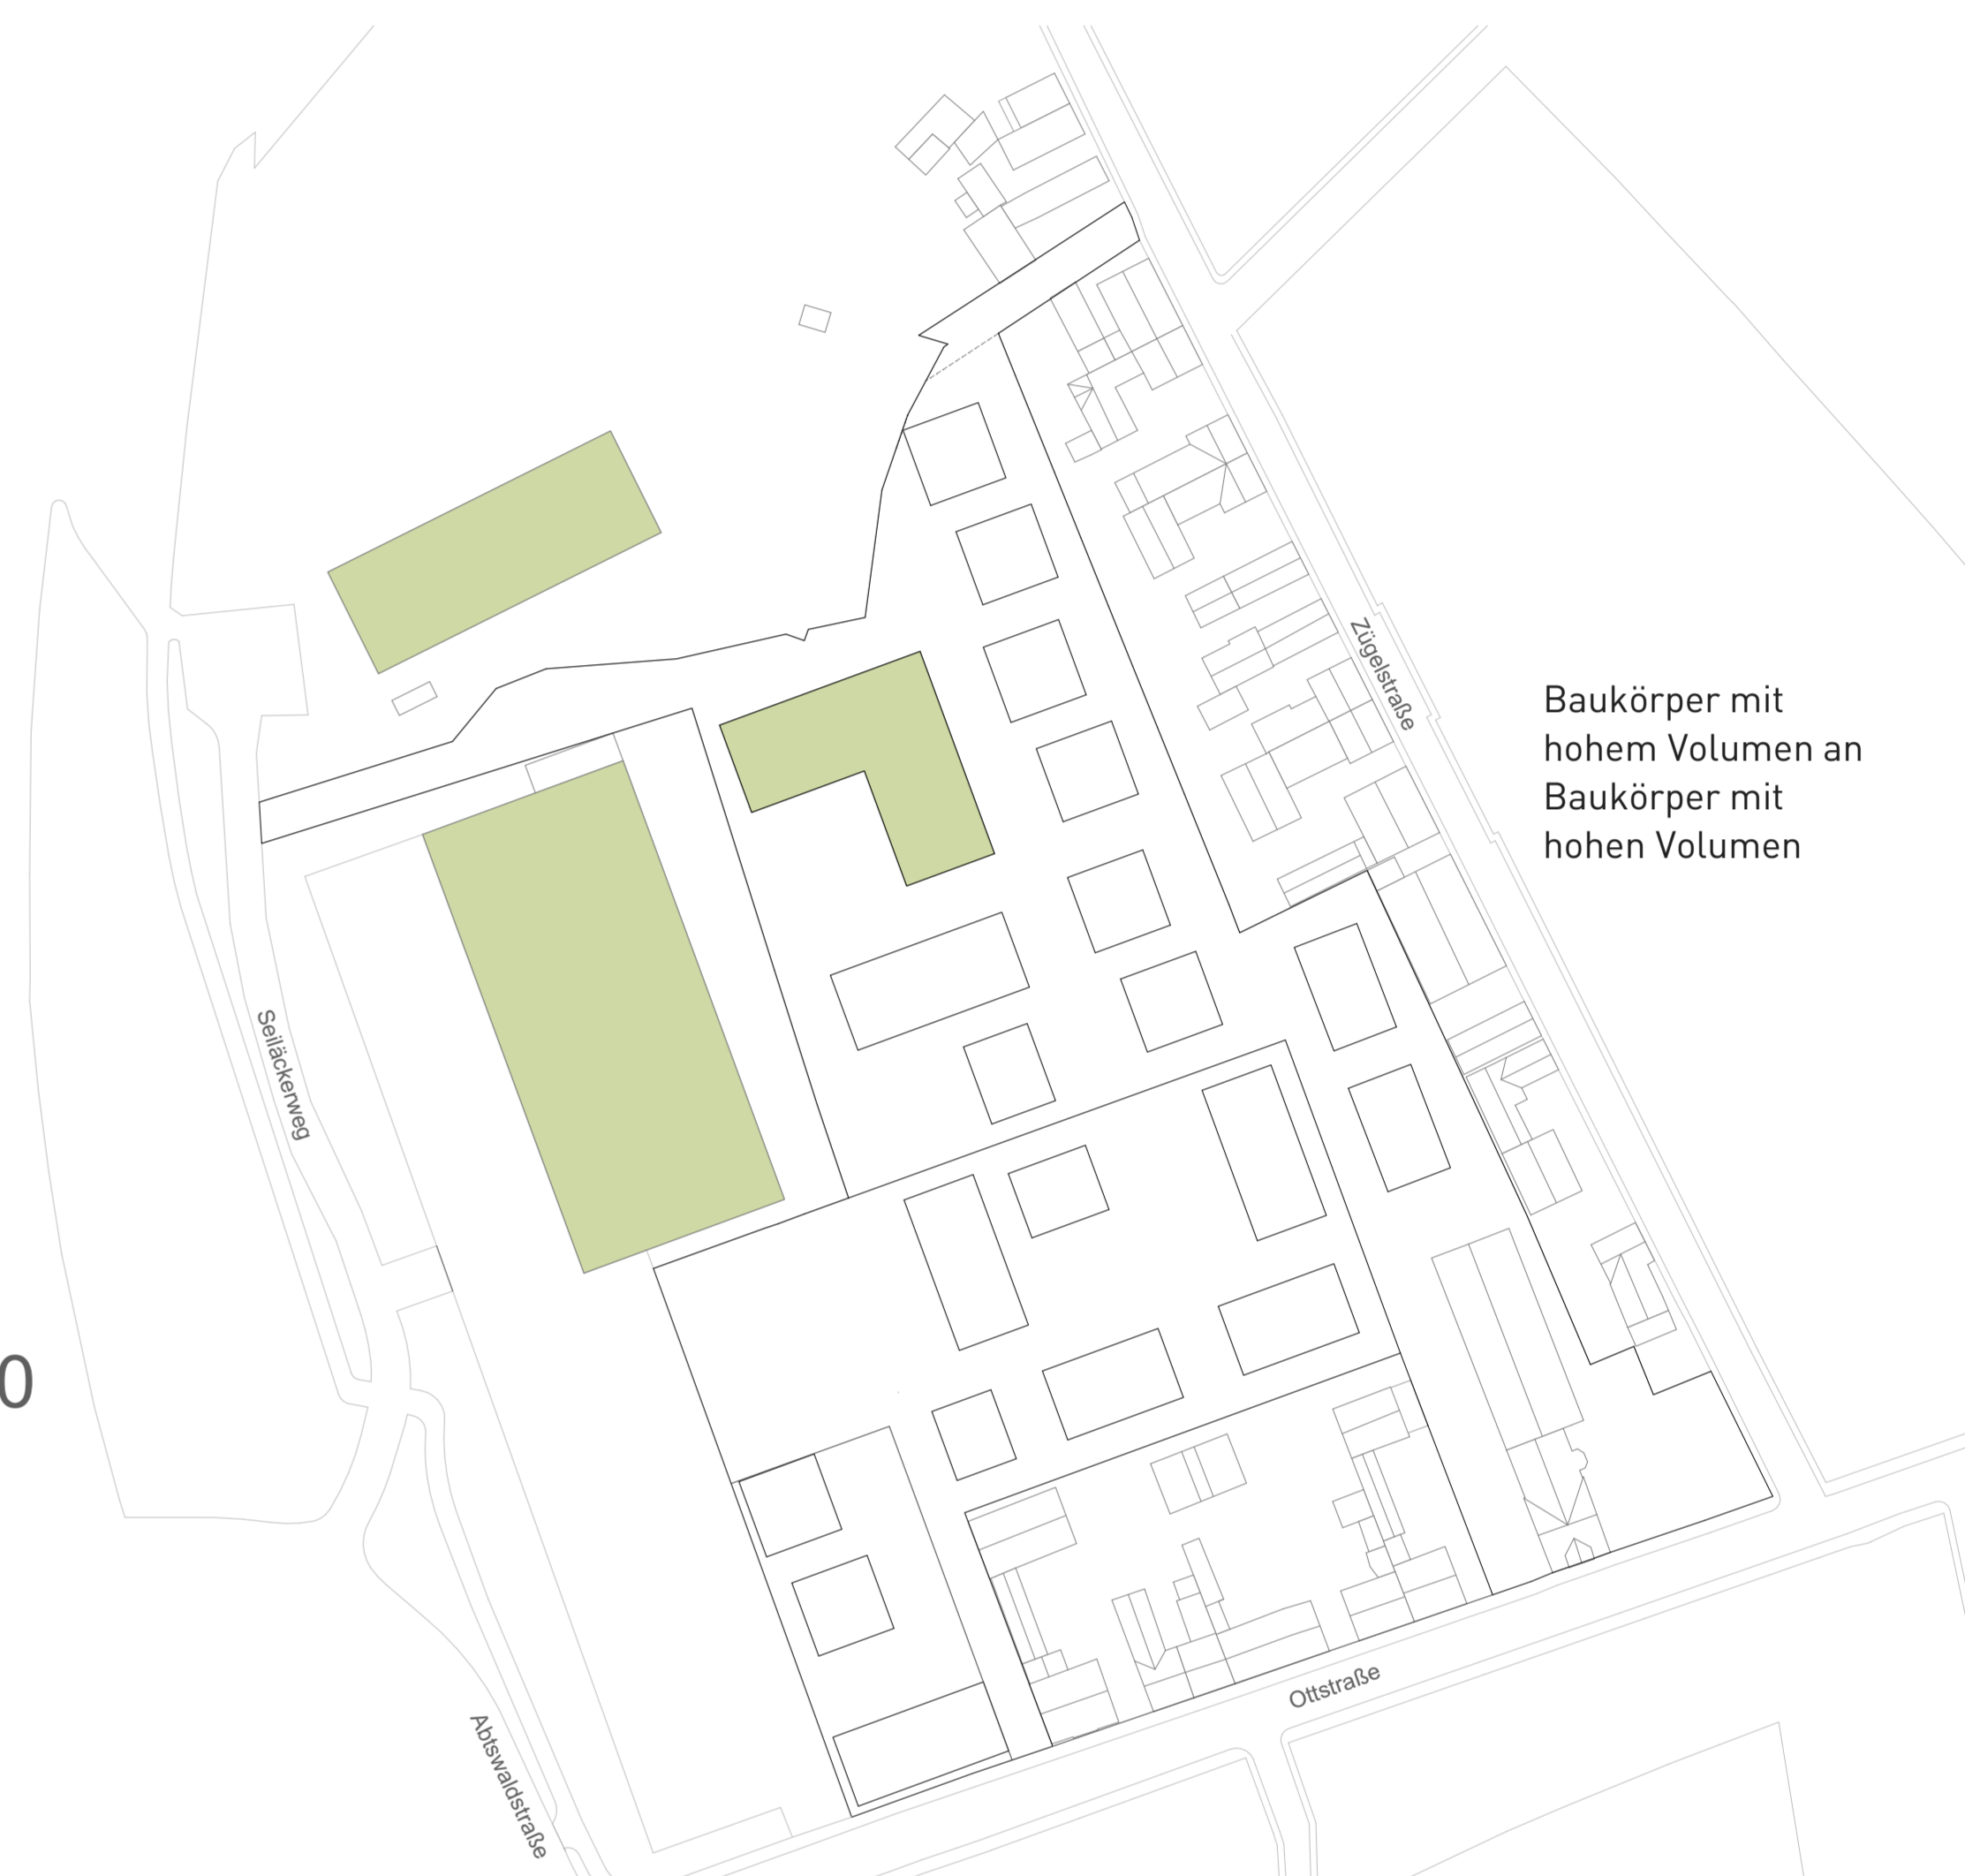 Zügelstraße
Baukörper mit
hohem Volumen an
Baukörper mit
hohen Volumen
Seiläckerweg
0
Ottstraße
Abtswaldstraße